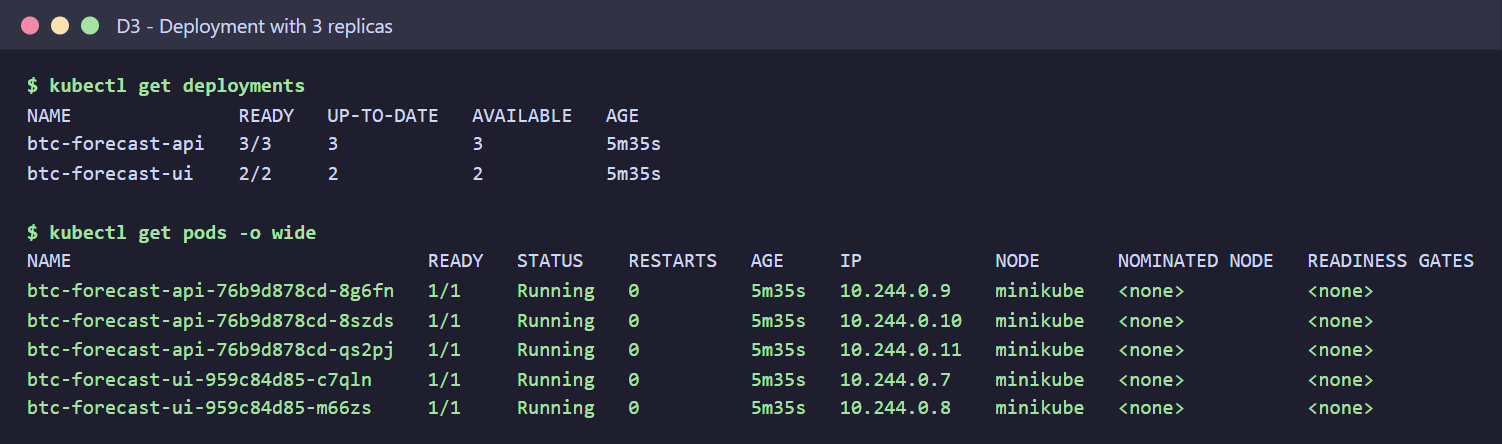 D3 - Deployment with 3 replicas
$ kubectl get deployments
NAME READY UP-TO-DATE AVAILABLE AGE
btc-forecast-api 3/3 3 3 5m35s
btc-forecast-ui 2/2 2 2 5m35s
$ kubectl get pods -o wide
NAME READY STATUS RESTARTS AGE IP NODE NOMINATED NODE READINESS GATES
btc-forecast-api-76b9d878cd-8g6fn 1/1 Running 0 5m35s 10.244.0.9 minikube <none> <none>
btc-forecast-api-76b9d878cd-8szds 1/1 Running 0 5m35s 10.244.0.10 minikube <none> <none>
btc-forecast-api-76b9d878cd-qs2pj 1/1 Running 0 5m35s 10.244.0.11 minikube <none> <none>
btc-forecast-ui-959c84d85-c7qln 1/1 Running 0 5m35s 10.244.0.7 minikube <none> <none>
btc-forecast-ui-959c84d85-m66zs 1/1 Running 0 5m35s 10.244.0.8 minikube <none> <none>